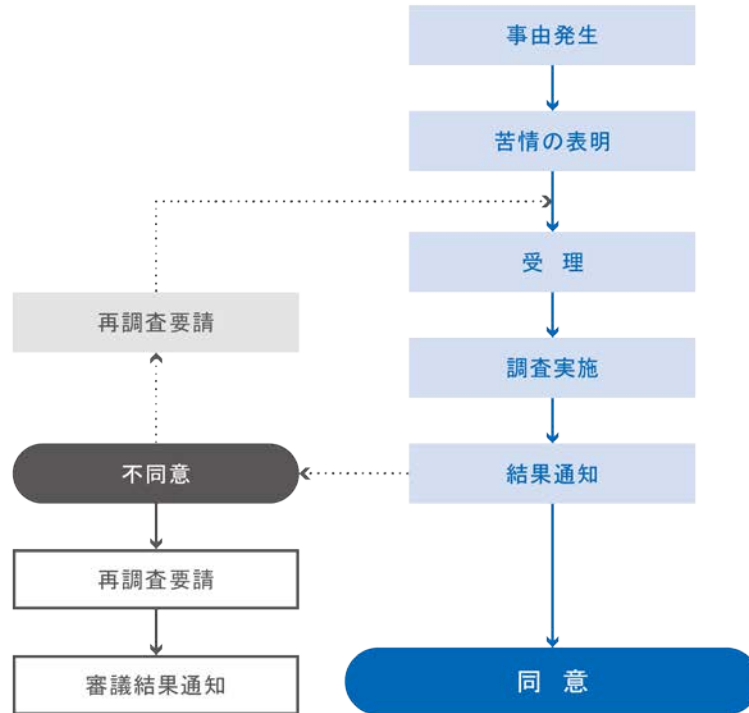 事由発生
苦情の表明
受 理
再調査要請
調査実施
不同意
結果通知
再調査要請
審議結果通知
同 意